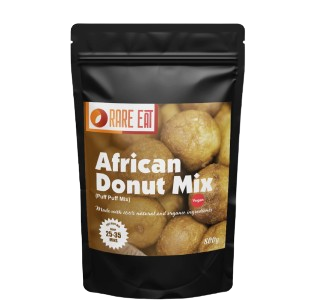 RARE EAT
African
Donut Mix
(Puff Puff Mix)
Vegan
Made with 100% natural and organic ingredients
25-35
500g